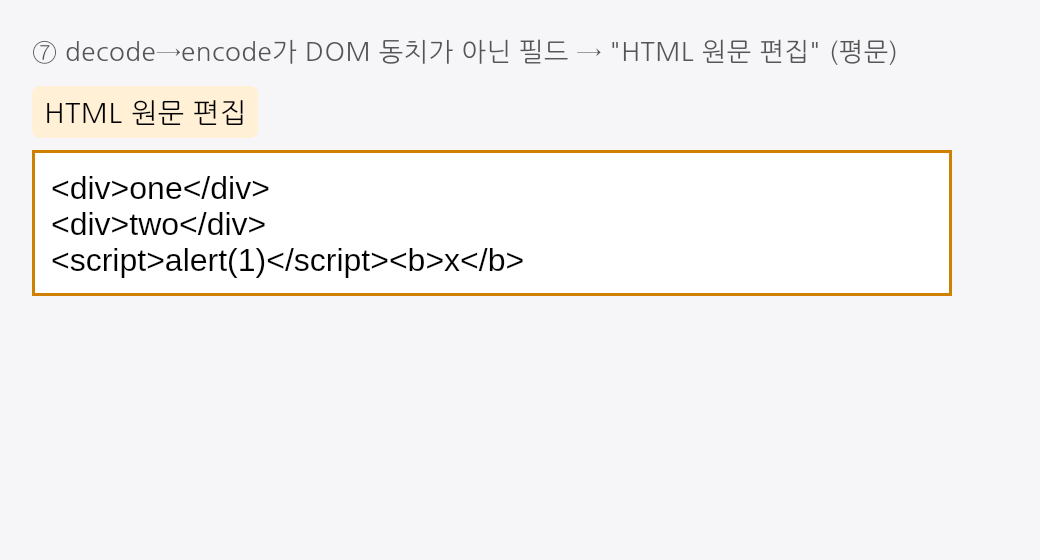 ⑦ decode→encode가 DOM 동치가 아닌 필드 → "HTML 원문 편집" (평문)
HTML 원문 편집
<div>one</div>
<div>two</div>
<script>alert(1)</script><b>x</b>